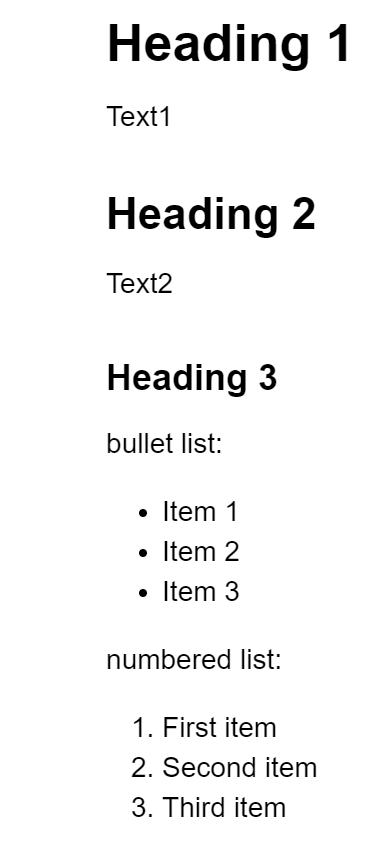 Heading 1
Text1
Heading 2
Text2
Heading 3
bullet list:
• Item 1
• Item 2
• Item 3
numbered list:
1. First item
2. Second item
3. Third item